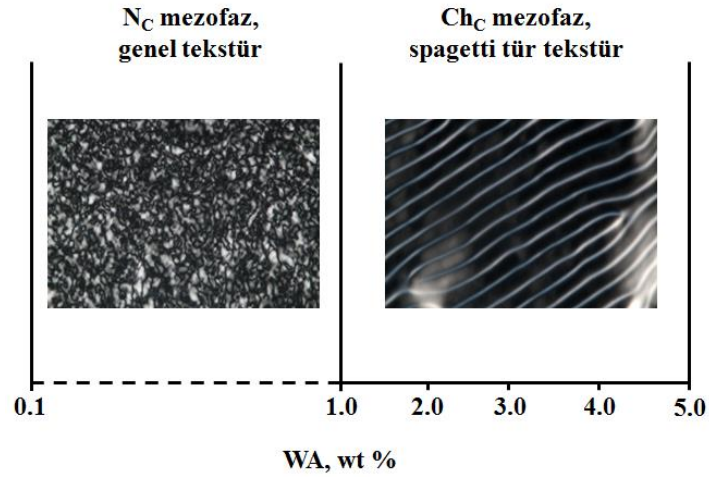 N_C mezofaz,
genel tekstür
Ch_C mezofaz,
spagetti tür tekstür
0.1 1.0 2.0 3.0 4.0 5.0
WA, wt %